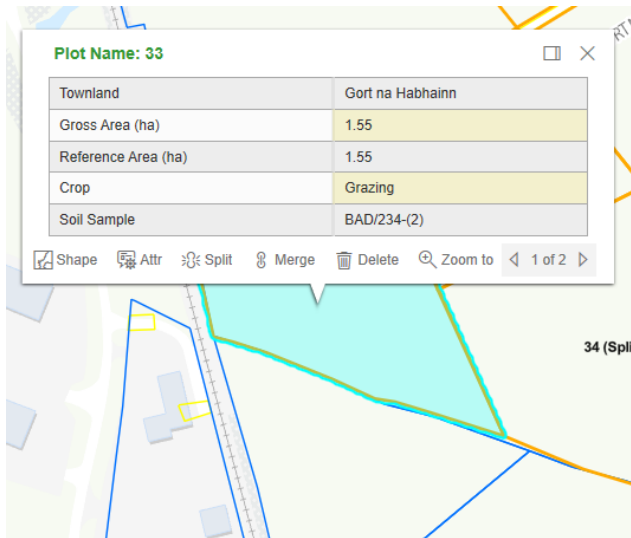 Plot Name: 33
Townland Gort na Habhainn
Gross Area (ha) 1.55
Reference Area (ha) 1.55
Crop Grazing
Soil Sample BAD/234-(2)
Shape Attr Split Merge Delete Zoom to 1 of 2
34 (Spli